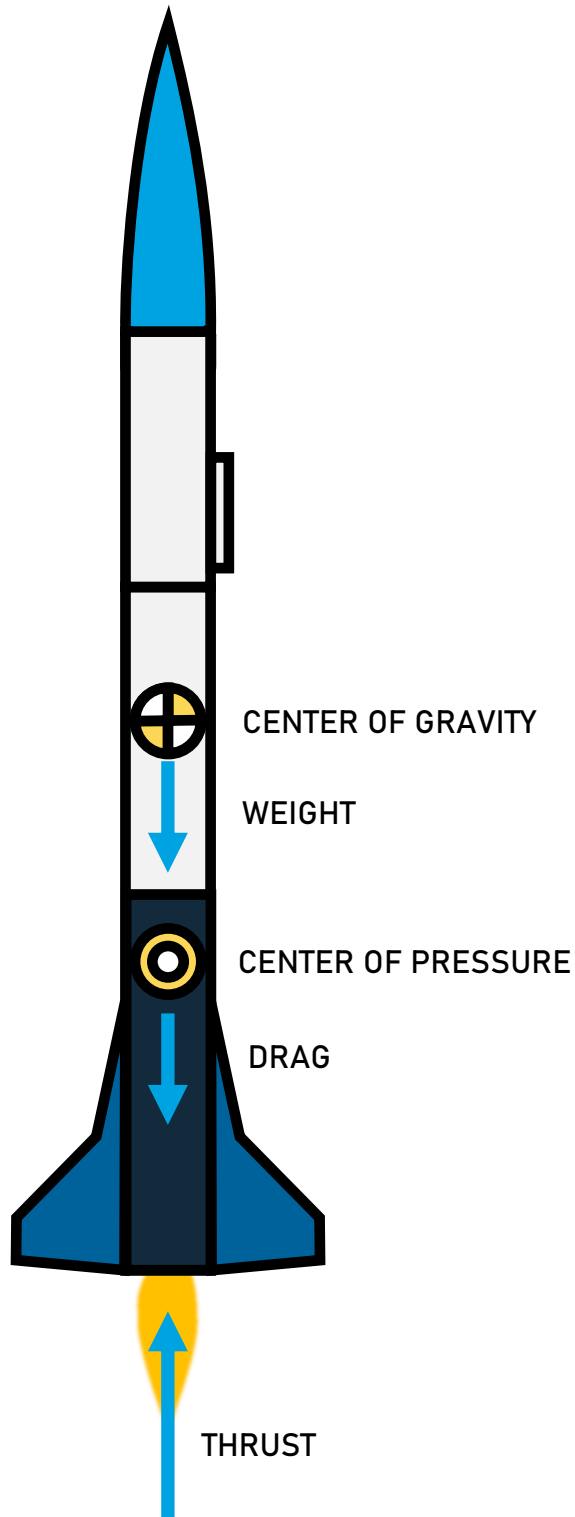 CENTER OF GRAVITY
WEIGHT
CENTER OF PRESSURE
DRAG
THRUST